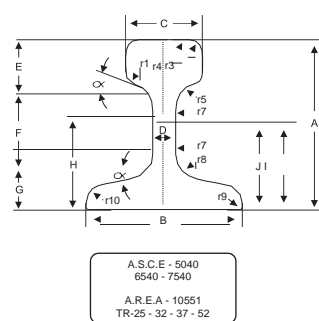 C
E
r1
r4
r3
α
r5
r7
A
F
D
H
r7
r8
J
I
G
α
r10
r9
B
A.S.C.E - 5040
6540 - 7540
A.R.E.A - 10551
TR-25 - 32 - 37 - 52